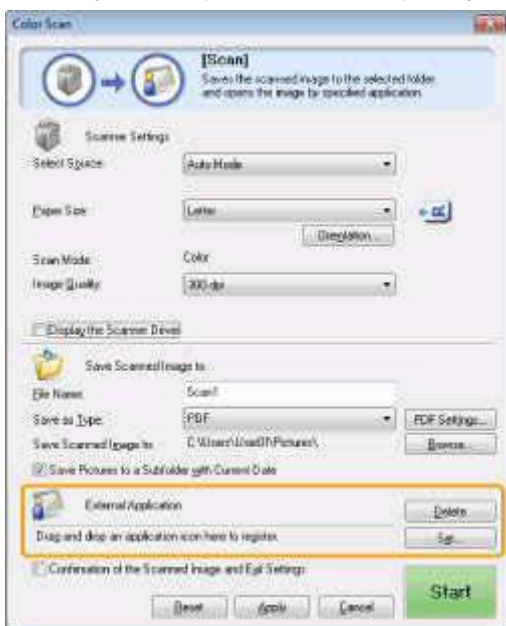 Color Scan
[Scan]
Saves the scanned image to the selected folder
and opens the image by specified application.
Scanner Settings
Select Source: Auto Mode
Paper Size: Letter
Orientation...
Scan Mode: Color
Image Quality: 300 dpi
Display the Scanner Driver
Save Scanned Image to
File Name: Scan1
Save as Type: PDF PDF Settings...
Save Scanned Image to: Browse...
Save Pictures to a Subfolder with Current Date
External Application Delete
Drag and drop an application icon here to register. Set...
Confirmation of the Scanned Image and Exif Settings
Start
Reset Apply Cancel